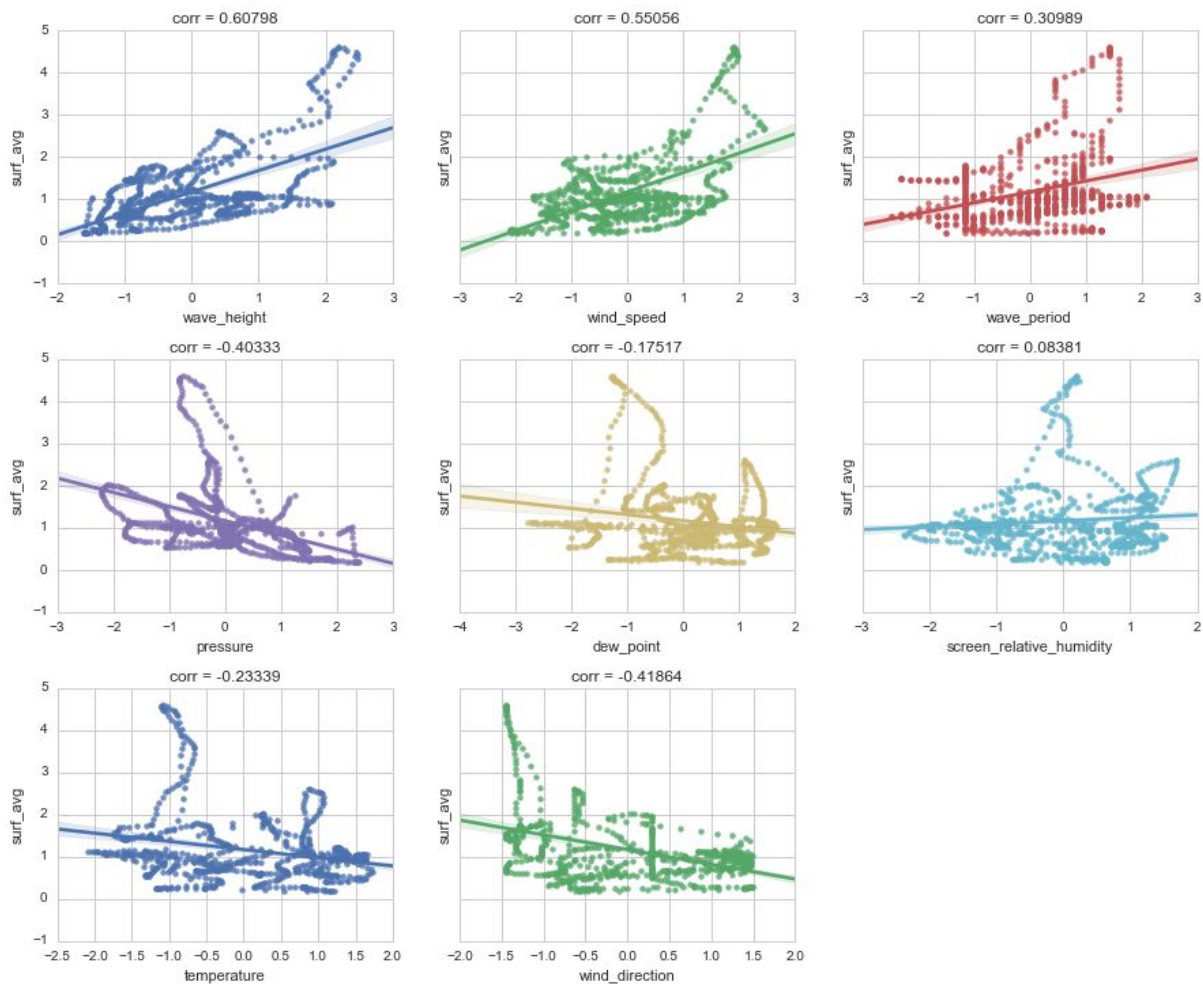 corr = 0.60798
corr = 0.55056
corr = 0.30989
5
4
3
2
1
0
−1
surf_avg
surf_avg
surf_avg
−2 −1 0 1 2 3
−3 −2 −1 0 1 2 3
−3 −2 −1 0 1 2 3
wave_height
wind_speed
wave_period
corr = -0.40333
corr = -0.17517
corr = 0.08381
5
4
3
2
1
0
−1
surf_avg
surf_avg
surf_avg
−3 −2 −1 0 1 2 3
−4 −3 −2 −1 0 1 2
−3 −2 −1 0 1 2
pressure
dew_point
screen_relative_humidity
corr = -0.23339
corr = -0.41864
5
4
3
2
1
0
−1
surf_avg
surf_avg
−2.5 −2.0 −1.5 −1.0 −0.5 0.0 0.5 1.0 1.5 2.0
−2.0 −1.5 −1.0 −0.5 0.0 0.5 1.0 1.5 2.0
temperature
wind_direction